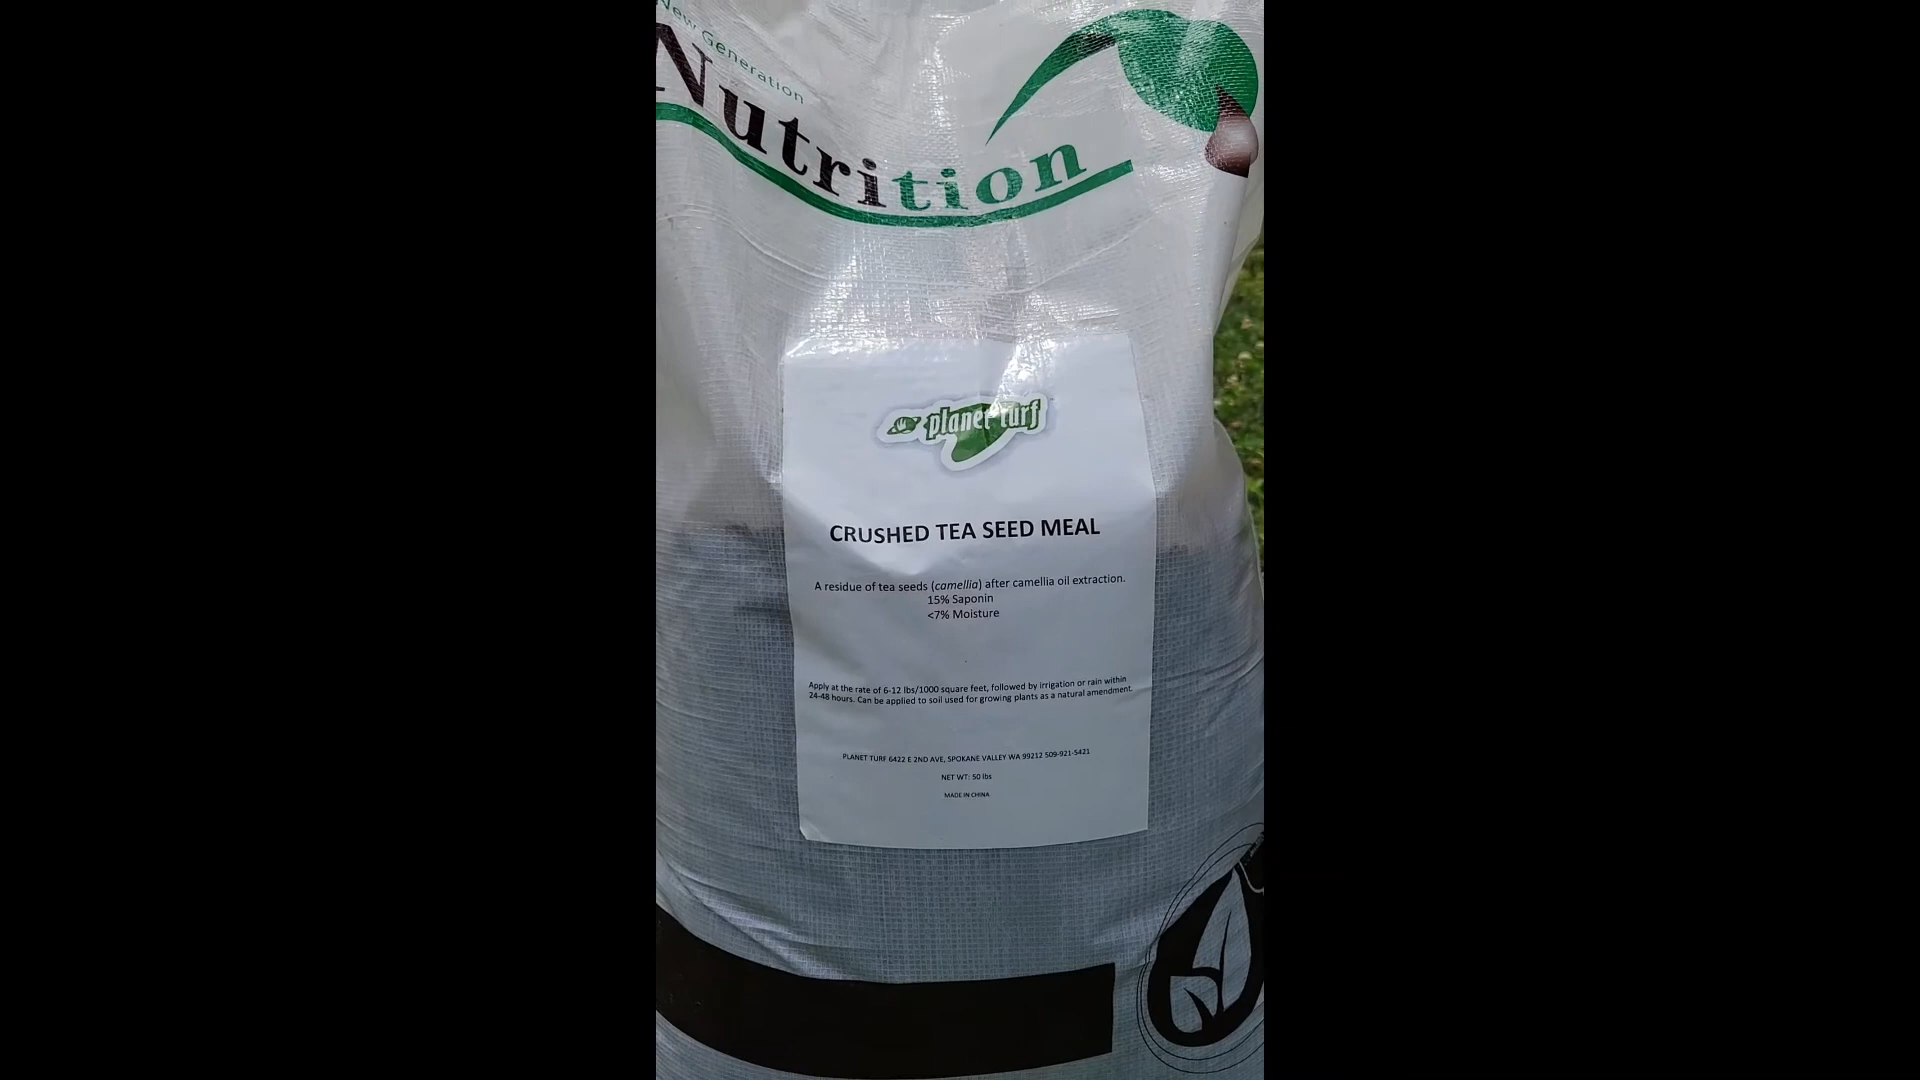 New Generation
Nutrition
planet turf
CRUSHED TEA SEED MEAL
A residue of tea seeds (camellia) after camellia oil extraction.
15% Saponin
<7% Moisture
Apply at the rate of 6-12 lbs/1000 square feet, followed by irrigation or rain within
24-48 hours. Can be applied to soil used for growing plants as a natural amendment.
PLANET TURF 6422 E 2ND AVE, SPOKANE VALLEY WA 99212 509-921-5421
NET WT: 50 lbs
MADE IN CHINA